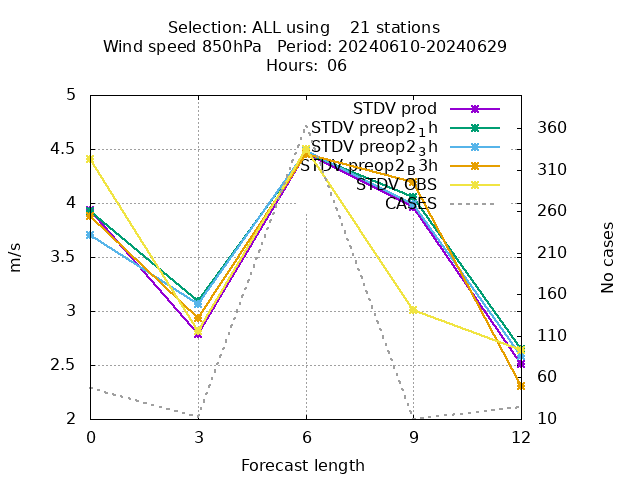 Selection: ALL using    21 stations
Wind speed 850hPa   Period: 20240610-20240629
Hours: 06
STDV prod
STDV preop2₁h
STDV preop2₃h
STDV preop2_B3h
STDV OBS
CASES
5
4.5
4
3.5
3
2.5
2
360
310
260
210
160
110
60
10
0
3
6
9
12
m/s
No cases
Forecast length